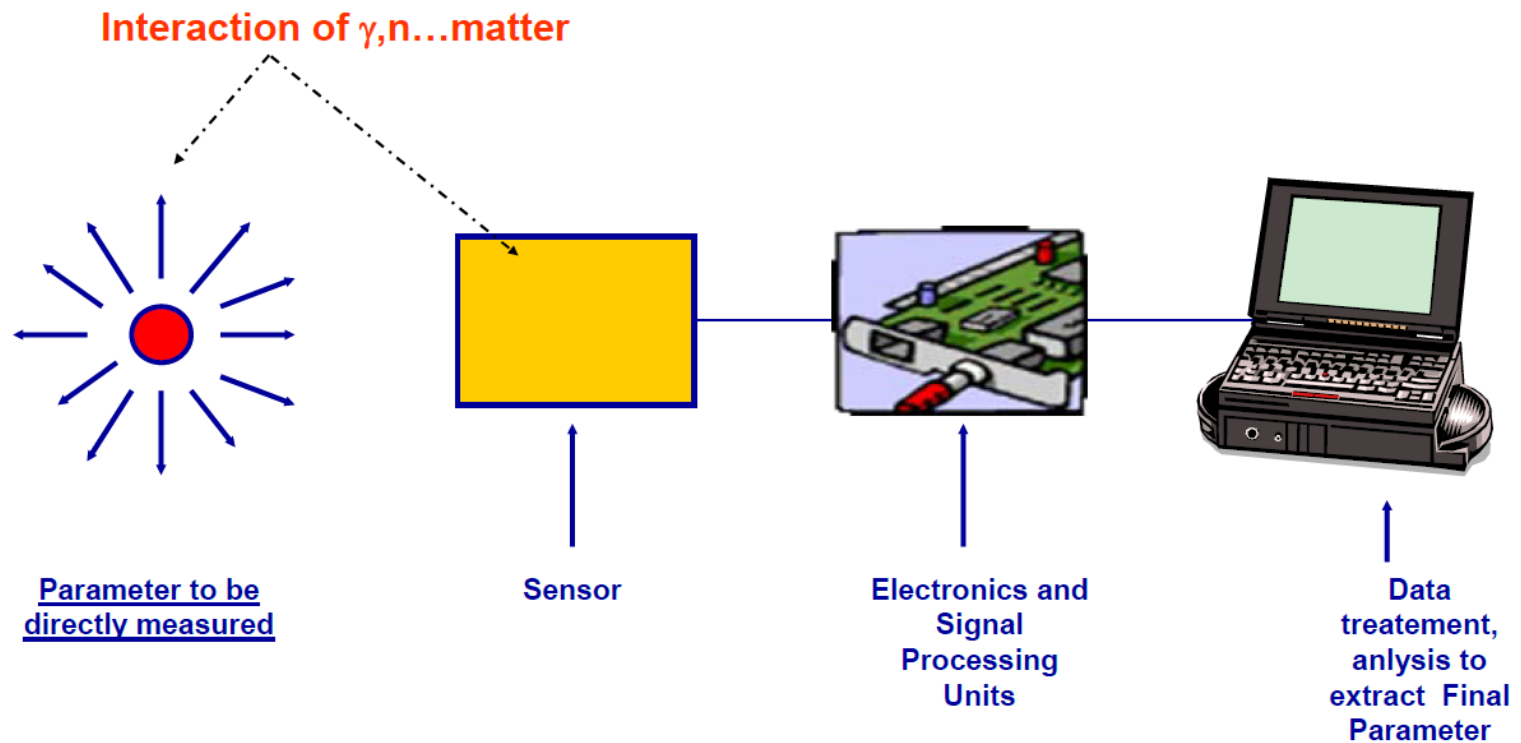 Interaction of γ,n…matter
Parameter to be
directly measured
Sensor
Electronics and
Signal
Processing
Units
Data
treatement,
anlysis to
extract Final
Parameter